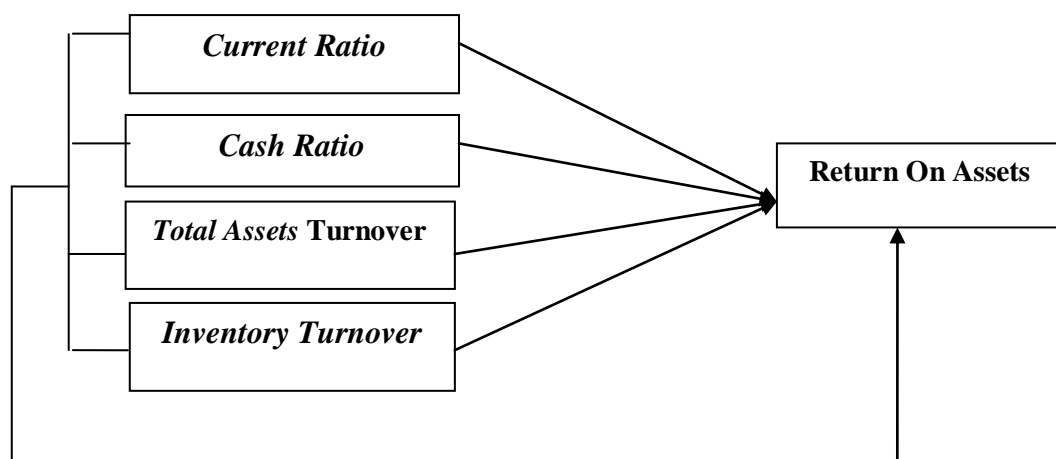 Current Ratio
Cash Ratio
Return On Assets
Total Assets Turnover
Inventory Turnover